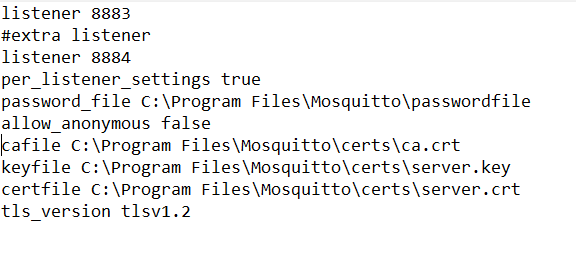 listener 8883
#extra listener
listener 8884
per_listener_settings true
password_file C:\Program Files\Mosquitto\passwordfile
allow_anonymous false
cafile C:\Program Files\Mosquitto\certs\ca.crt
keyfile C:\Program Files\Mosquitto\certs\server.key
certfile C:\Program Files\Mosquitto\certs\server.crt
tls_version tlsv1.2